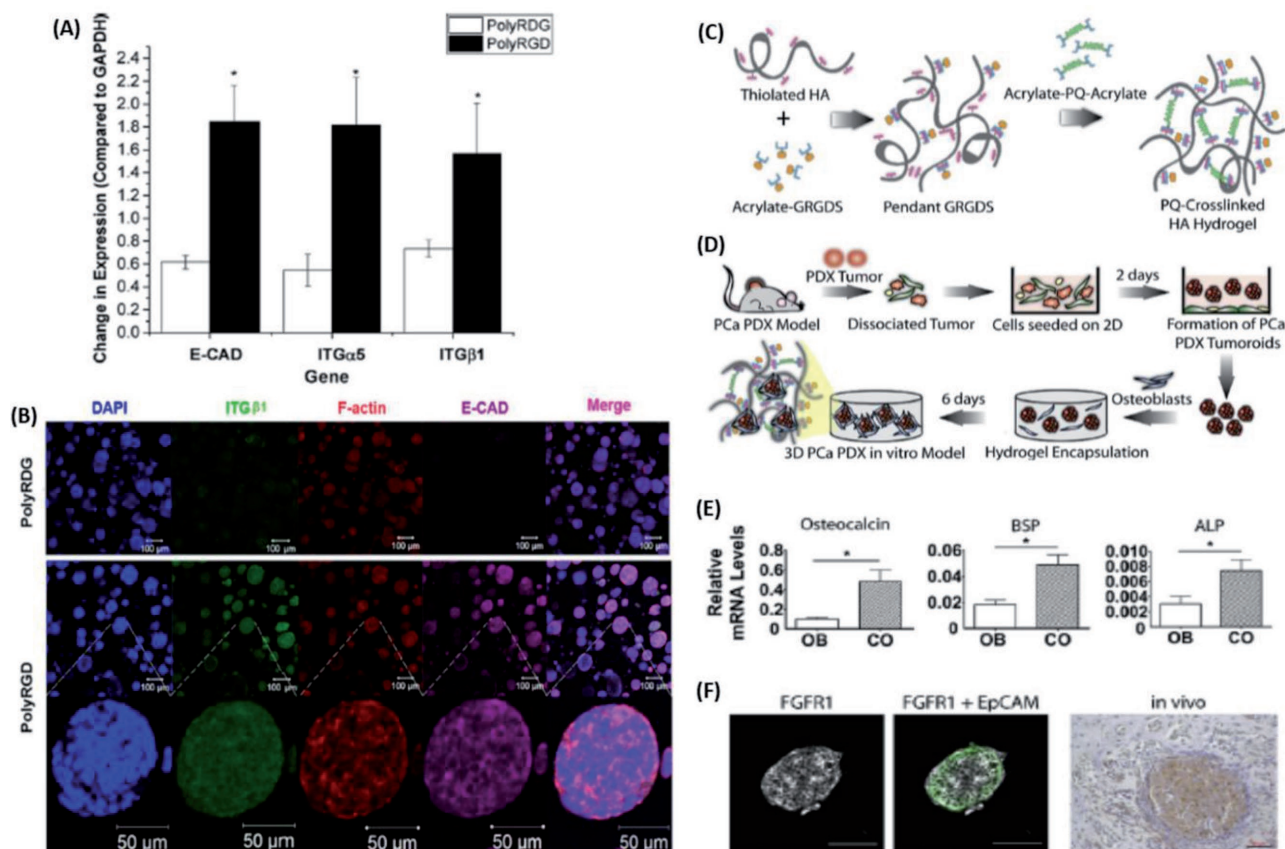 (A)
PolyRDG
PolyRGD
Change in Expression (Compared to GAPDH)
2.4
2.2
2.0
1.8
1.6
1.4
1.2
1.0
0.8
0.6
0.4
0.2
0.0
*
*
*
E-CAD
ITGα5
ITGβ1
Gene
(B)
DAPI
ITGβ1
F-actin
E-CAD
Merge
PolyRDG
100 μm
100 μm
100 μm
100 μm
100 μm
PolyRGD
100 μm
100 μm
100 μm
100 μm
100 μm
50 μm
50 μm
50 μm
50 μm
50 μm
(C)
Thiolated HA
+
Acrylate-GRGDS
Pendant GRGDS
Acrylate-PQ-Acrylate
PQ-Crosslinked
HA Hydrogel
(D)
PCa PDX Model
PDX Tumor
Dissociated Tumor
Cells seeded on 2D
2 days
Formation of PCa
PDX Tumoroids
Osteoblasts
Hydrogel Encapsulation
6 days
3D PCa PDX in vitro Model
(E)
Relative
mRNA Levels
Osteocalcin
0.8
0.6
0.4
0.2
0
*
OB
CO
BSP
0.06
0.04
0.02
0
*
OB
CO
ALP
0.010
0.008
0.006
0.004
0.002
0
*
OB
CO
(F)
FGFR1
FGFR1 + EpCAM
in vivo